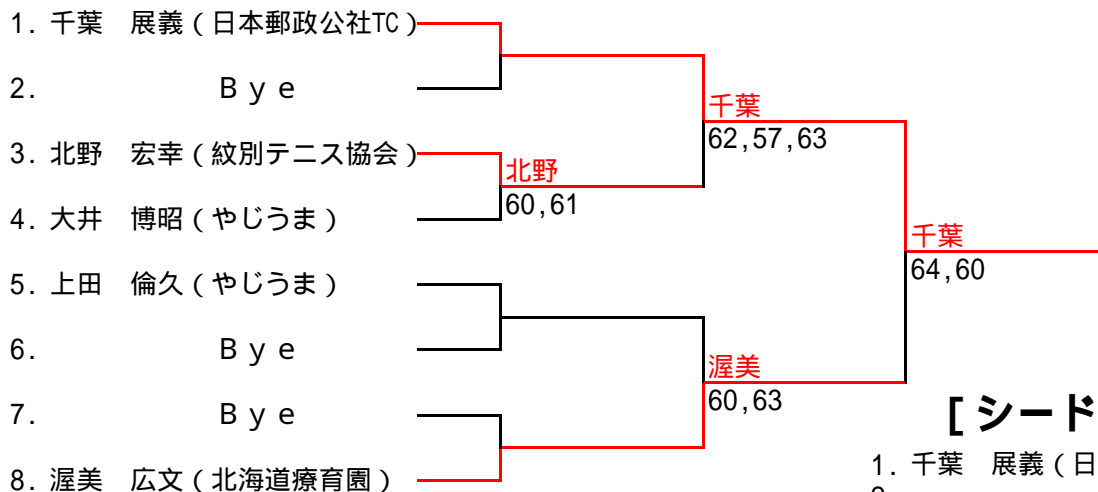 1. 千葉　展義 ( 日本郵政公社TC )
2.　　　　Ｂｙｅ
千葉
62,57,63
3. 北野　宏幸 ( 紋別テニス協会 )
北野
60,61
4. 大井　博昭 ( やじうま )
千葉
64,60
5. 上田　倫久 ( やじうま )
6.　　　　Ｂｙｅ
渥美
60,63
7.　　　　Ｂｙｅ
[ シード
8. 渥美　広文 ( 北海道療育園 )
1. 千葉　展義 ( 日